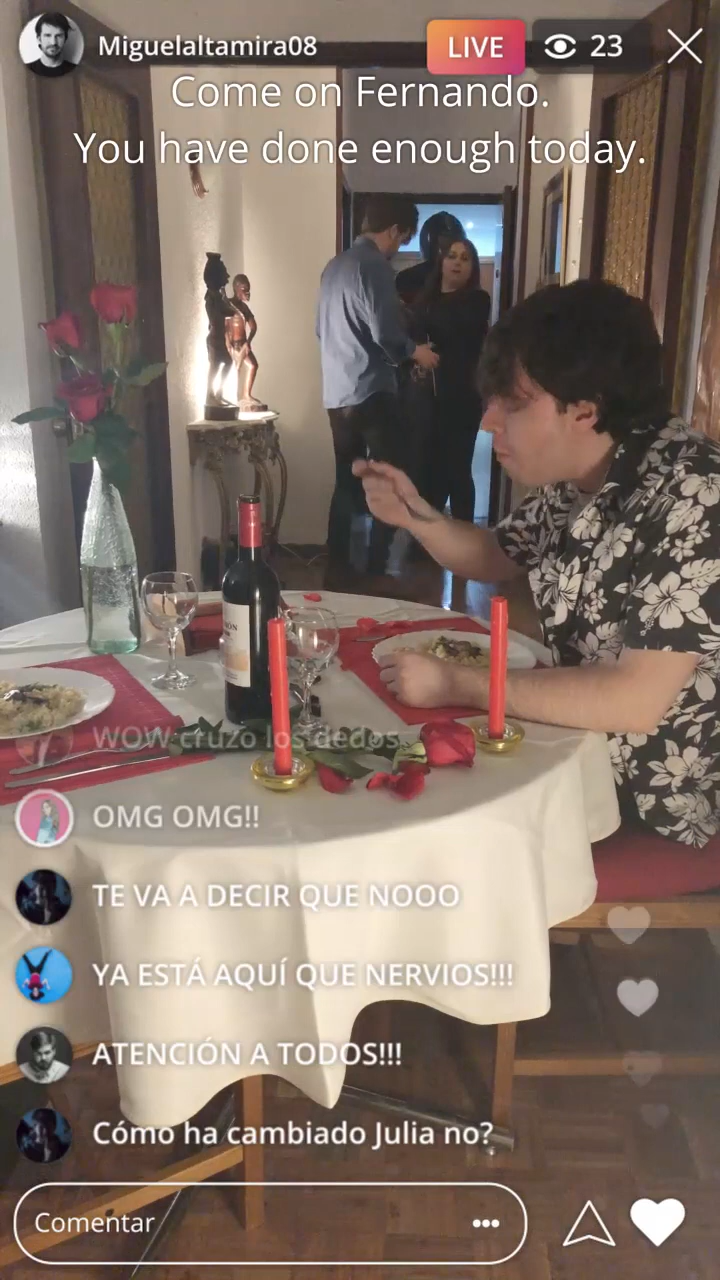 Miguelaltamira08
LIVE
23
Come on Fernando.
You have done enough today.
WOW cruzo los dedos
OMG OMG!!
TE VA A DECIR QUE NOOO
YA ESTÁ AQUÍ QUE NERVIOS!!!
ATENCIÓN A TODOS!!!
Cómo ha cambiado Julia no?
Comentar